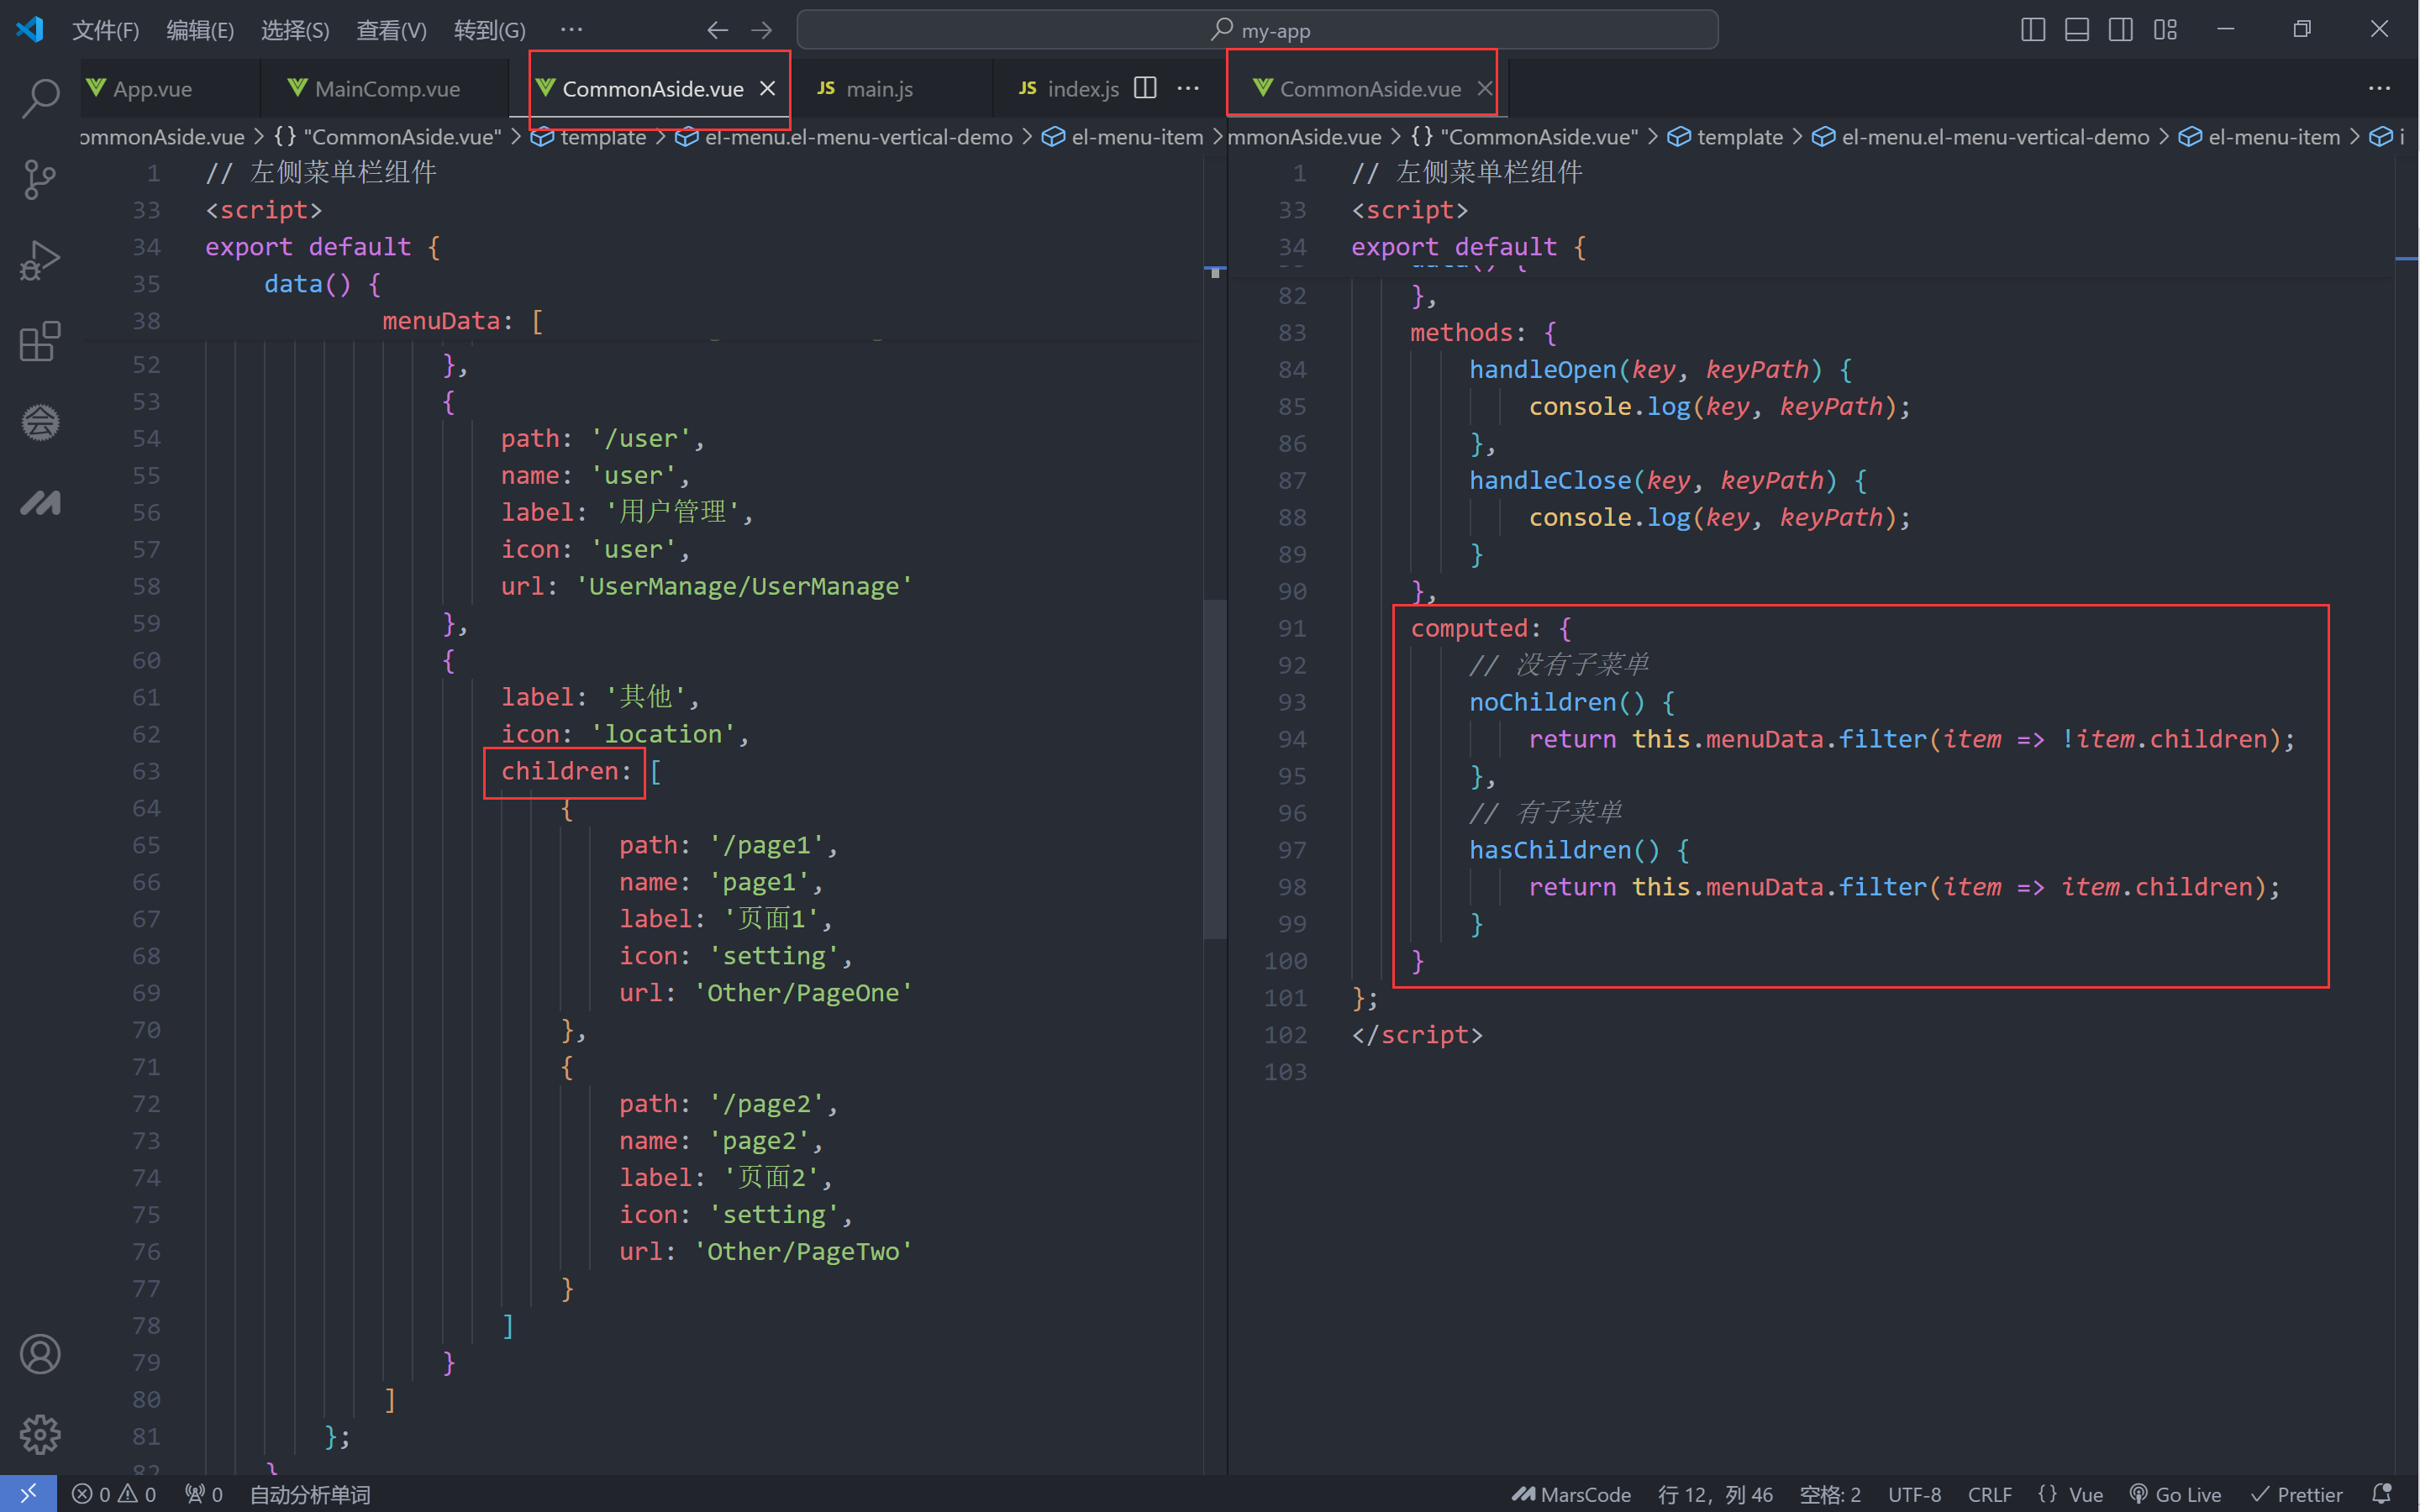 文件(F) 编辑(E) 选择(S) 查看(V) 转到(G) ··· my-app
App.vue MainComp.vue CommonAside.vue JS main.js JS index.js ···
ommonAside.vue > {} "CommonAside.vue" > template > el-menu.el-menu-vertical-demo > el-menu-item >
1 // 左侧菜单栏组件
33 <script>
34 export default {
35 data() {
38 menuData: [
52 },
53 {
54 path: '/user',
55 name: 'user',
56 label: '用户管理',
57 icon: 'user',
58 url: 'UserManage/UserManage'
59 },
60 {
61 label: '其他',
62 icon: 'location',
63 children: [
64 {
65 path: '/page1',
66 name: 'page1',
67 label: '页面1',
68 icon: 'setting',
69 url: 'Other/PageOne'
70 },
71 {
72 path: '/page2',
73 name: 'page2',
74 label: '页面2',
75 icon: 'setting',
76 url: 'Other/PageTwo'
77 }
78 ]
79 }
80 ]
81 };
82 }
CommonAside.vue ···
mmonAside.vue > {} "CommonAside.vue" > template > el-menu.el-menu-vertical-demo > el-menu-item > i
1 // 左侧菜单栏组件
33 <script>
34 export default {
35 data() {
82 },
83 methods: {
84 handleOpen(key, keyPath) {
85 console.log(key, keyPath);
86 },
87 handleClose(key, keyPath) {
88 console.log(key, keyPath);
89 }
90 },
91 computed: {
92 // 没有子菜单
93 noChildren() {
94 return this.menuData.filter(item => !item.children);
95 },
96 // 有子菜单
97 hasChildren() {
98 return this.menuData.filter(item => item.children);
99 }
100 }
101 };
102 </script>
103
0 0 0 自动分析单词 MarsCode 行 12，列 46 空格: 2 UTF-8 CRLF {} Vue Go Live Prettier